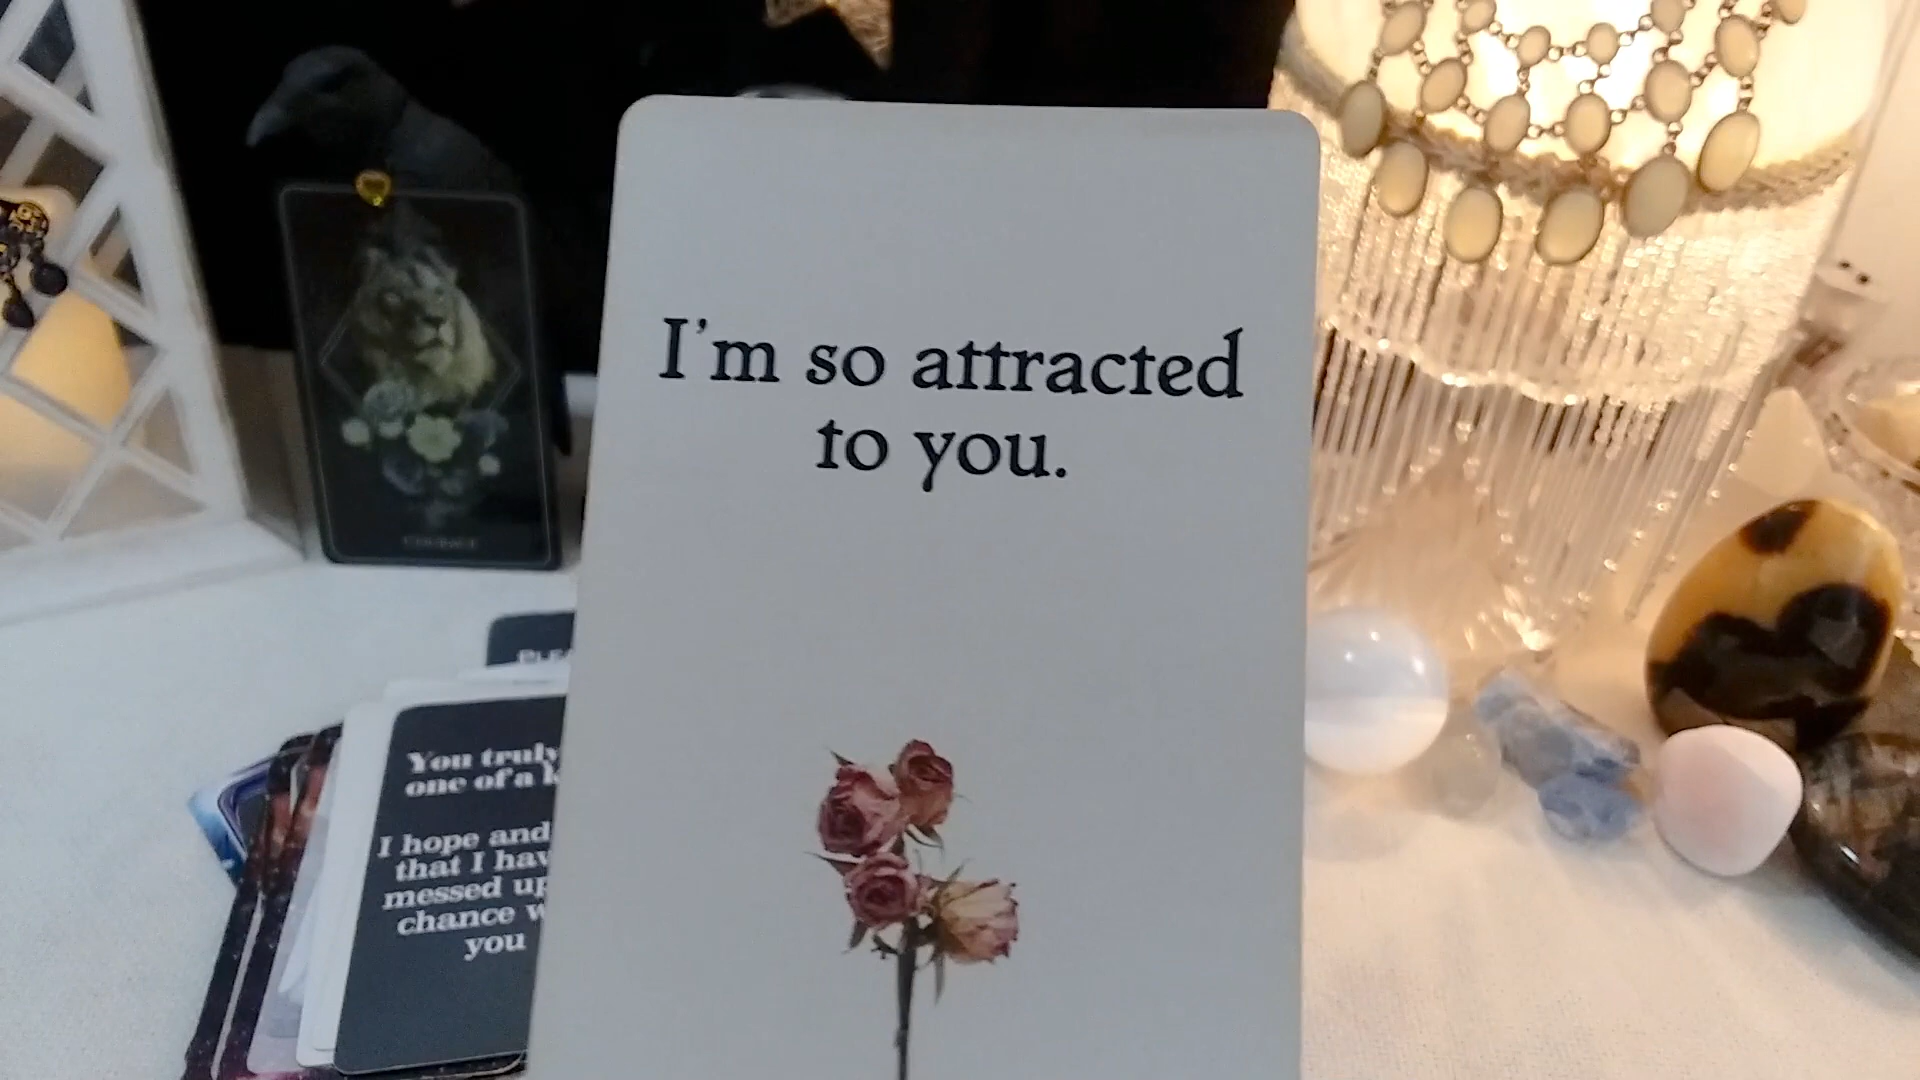 I'm so attracted
to you.
You truly
one of a
I hope and
that I hav
messed up
chance w
you